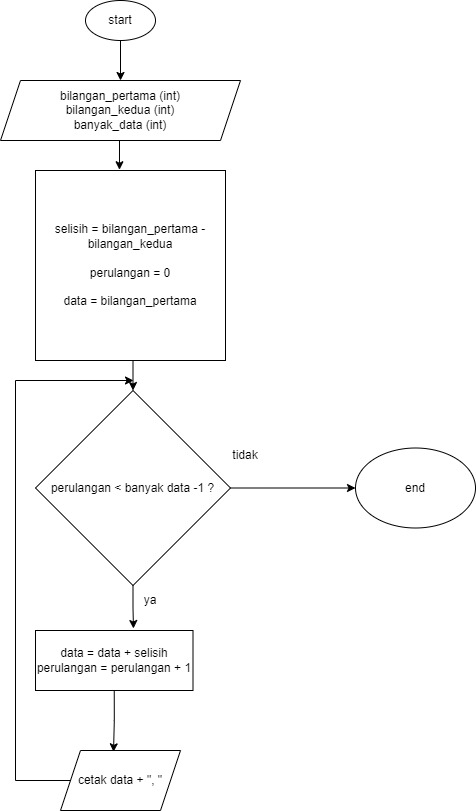 start
bilangan_pertama (int)
bilangan_kedua (int)
banyak_data (int)
selisih = bilangan_pertama -
bilangan_kedua
perulangan = 0
data = bilangan_pertama
tidak
perulangan < banyak data -1 ?
end
ya
data = data + selisih
perulangan = perulangan + 1
cetak data + ", "